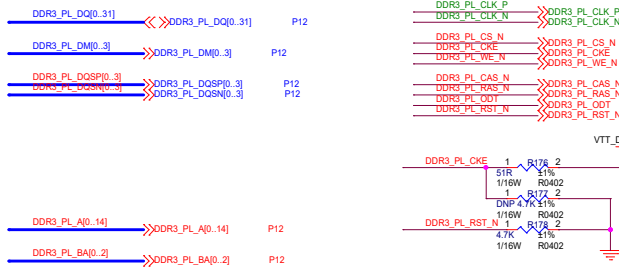 DDR3_PL_DQ[0..31] DDR3_PL_DQ[0..31] P12
DDR3_PL_DM[0..3] DDR3_PL_DM[0..3] P12
DDR3_PL_DQSP[0..3] DDR3_PL_DQSP[0..3] P12
DDR3_PL_DQSN[0..3] DDR3_PL_DQSN[0..3] P12
DDR3_PL_A[0..14] DDR3_PL_A[0..14] P12
DDR3_PL_BA[0..2] DDR3_PL_BA[0..2] P12
DDR3_PL_CLK_P DDR3_PL_CLK_P
DDR3_PL_CLK_N DDR3_PL_CLK_N
DDR3_PL_CS_N DDR3_PL_CS_N
DDR3_PL_CKE DDR3_PL_CKE
DDR3_PL_WE_N DDR3_PL_WE_N
DDR3_PL_CAS_N DDR3_PL_CAS_N
DDR3_PL_RAS_N DDR3_PL_RAS_N
DDR3_PL_ODT DDR3_PL_ODT
DDR3_PL_RST_N DDR3_PL_RST_N
VTT_D
DDR3_PL_CKE 1 R176 2
51R ±1%
1/16W R0402
1 R177 2
DNP 4.7K ±1%
1/16W R0402
DDR3_PL_RST_N 1 R178 2
4.7K ±1%
1/16W R0402